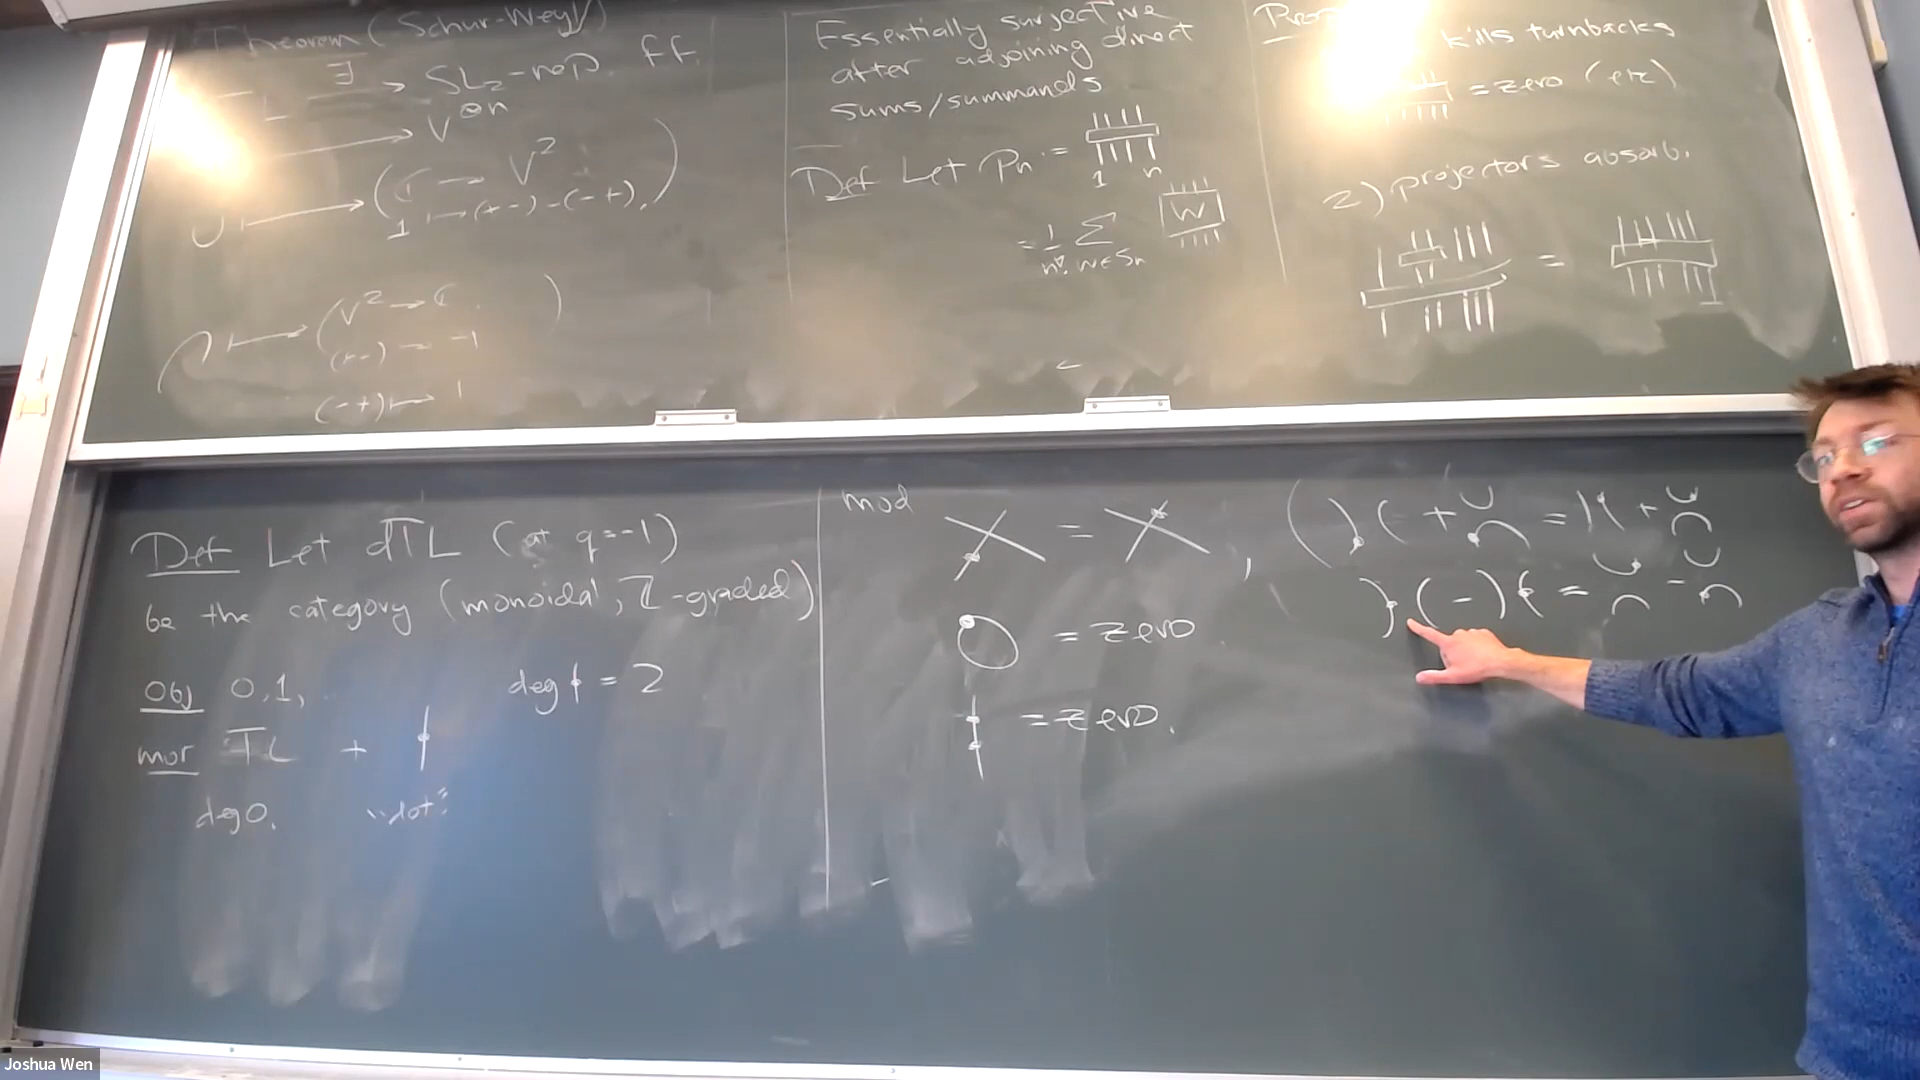 Theorem (Schur-Weyl)
∃ → SL₂-rep. ff.
→ V^{⊗n}
∪ ↦ (ℂ → V²
1 ↦ (+-) - (-+).)
∩ ↦ (V² → ℂ.
(+-) → -1
(-+) ↦ 1)
Essentially surjective
after adjoining direct
sums/summands
Def Let Pn :=
1 n
= 1/n! Σ w∈Sn W
kills turnbacks
= zero (etc)
2) projectors absorb.
=
Def Let dTL (at q=-1)
be the category (monoidal, ℤ-graded)
Obj 0,1,
deg = 2
mor TL +
deg 0.
"dot"
mod
= ,
= zero.
= zero.
( )( + = )( +
)( - )( = -
Joshua Wen